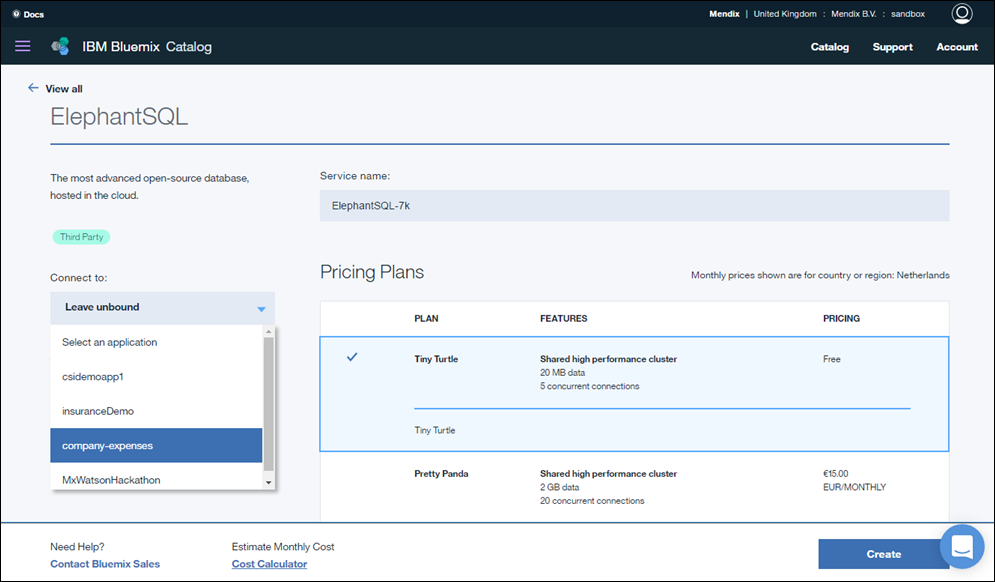 Docs
Mendix | United Kingdom : Mendix B.V. : sandbox
IBM Bluemix Catalog
Catalog Support Account
View all
ElephantSQL
The most advanced open-source database,
hosted in the cloud.
Third Party
Connect to:
Leave unbound
Select an application
csidemoapp1
insuranceDemo
company-expenses
MxWatsonHackathon
Service name:
ElephantSQL-7k
Pricing Plans
Monthly prices shown are for country or region: Netherlands
PLAN FEATURES PRICING
Tiny Turtle Shared high performance cluster Free
20 MB data
5 concurrent connections
Tiny Turtle
Pretty Panda Shared high performance cluster €15.00
2 GB data EUR/MONTHLY
20 concurrent connections
Need Help? Estimate Monthly Cost
Contact Bluemix Sales Cost Calculator
Create